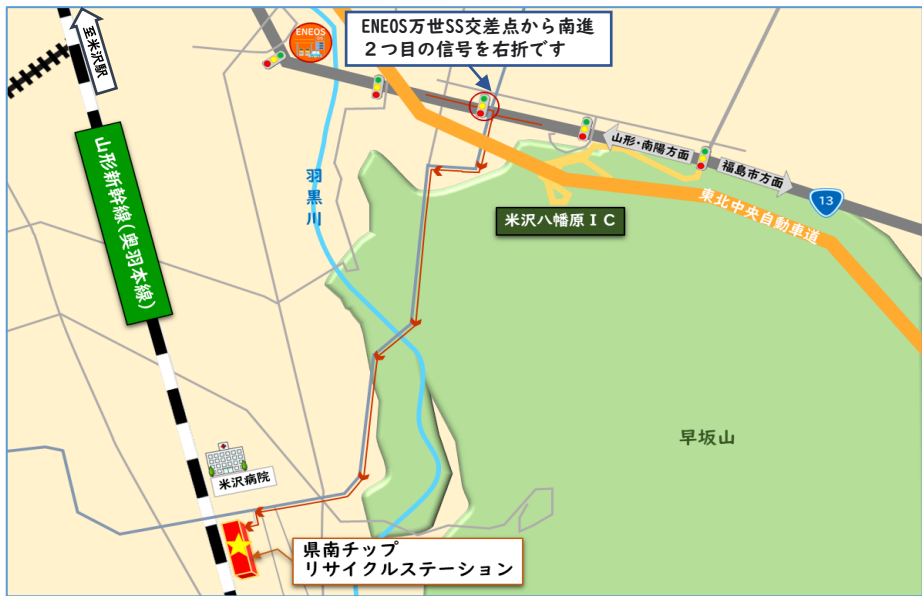 至米沢駅
ENEOS
ENEOS万世SS交差点から南進
２つ目の信号を右折です
山形・南陽方面
福島市方面
13
山形新幹線(奥羽本線)
羽黒川
米沢八幡原ＩＣ
東北中央自動車道
早坂山
米沢病院
県南チップ
リサイクルステーション